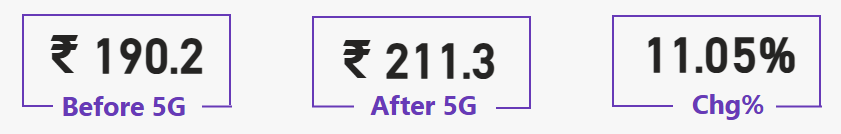 ₹ 190.2
Before 5G
₹ 211.3
After 5G
11.05%
Chg%